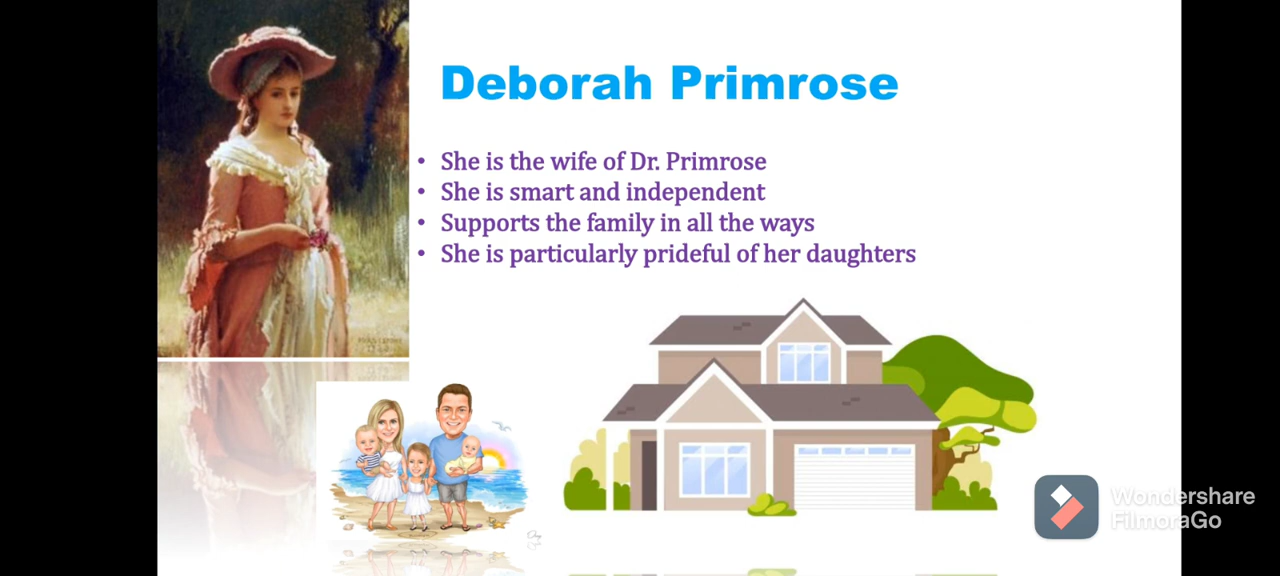 Deborah Primrose
• She is the wife of Dr. Primrose
• She is smart and independent
• Supports the family in all the ways
• She is particularly prideful of her daughters
Wondershare
FilmoraGo